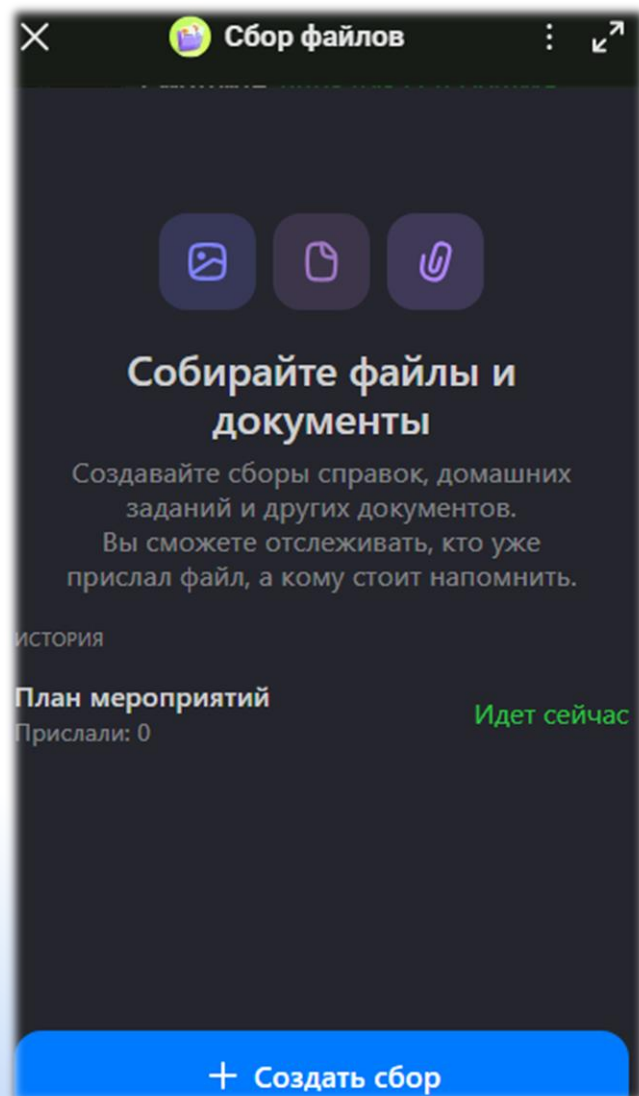 Сбор файлов
Собирайте файлы и
документы
Создавайте сборы справок, домашних
заданий и других документов.
Вы сможете отслеживать, кто уже
прислал файл, а кому стоит напомнить.
ИСТОРИЯ
План мероприятий
Идет сейчас
Прислали: 0
+ Создать сбор